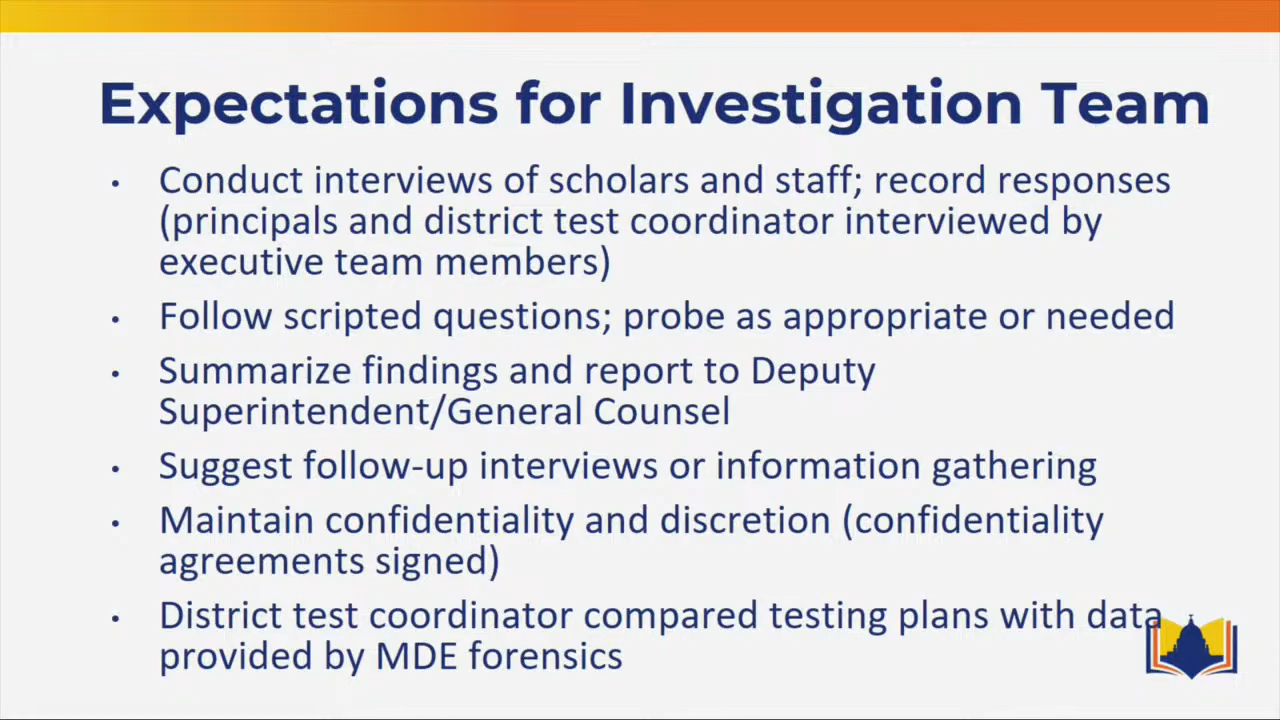 Expectations for Investigation Team
• Conduct interviews of scholars and staff; record responses
(principals and district test coordinator interviewed by
executive team members)
• Follow scripted questions; probe as appropriate or needed
• Summarize findings and report to Deputy
Superintendent/General Counsel
• Suggest follow-up interviews or information gathering
• Maintain confidentiality and discretion (confidentiality
agreements signed)
• District test coordinator compared testing plans with data
provided by MDE forensics